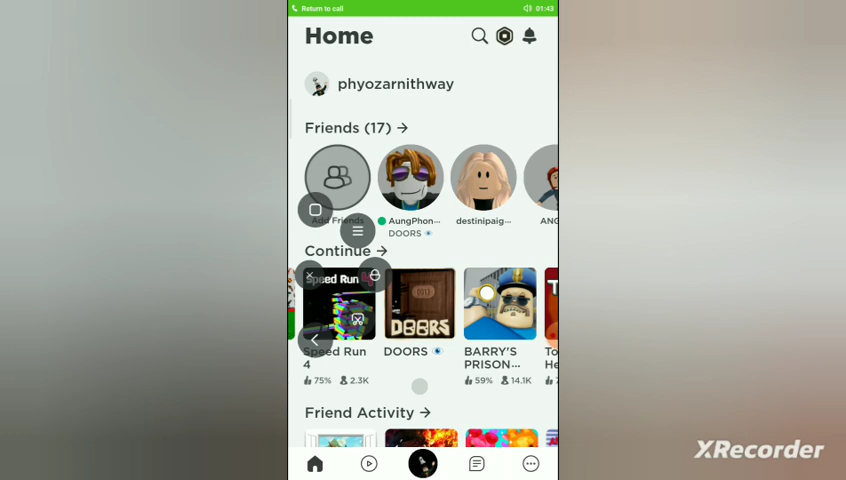 Return to call
01:43
Home
phyozarnithway
Friends (17) →
Add Friends
AungPhon...
destinipaig...
DOORS
Continue →
Speed Run
DOORS
Speed Run 4
DOORS
BARRY'S PRISON...
75% 2.3K
59% 14.1K
Friend Activity →
XRecorder